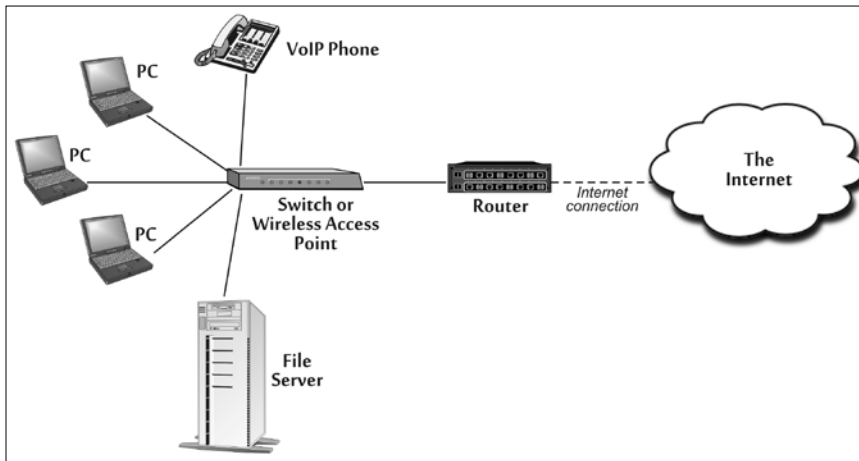 VoIP Phone
PC
PC
PC
Switch or
Wireless Access
Point
Router
Internet
connection
The
Internet
File
Server